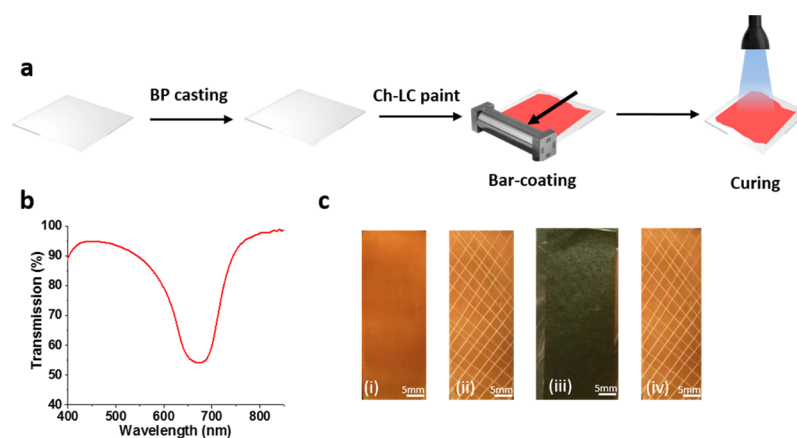 a
BP casting
Ch-LC paint
Bar-coating
Curing
b
100
90
80
70
60
50
40
Transmission (%)
400
500
600
700
800
Wavelength (nm)
c
(i)
5mm
(ii)
5mm
(iii)
5mm
(iv)
5mm